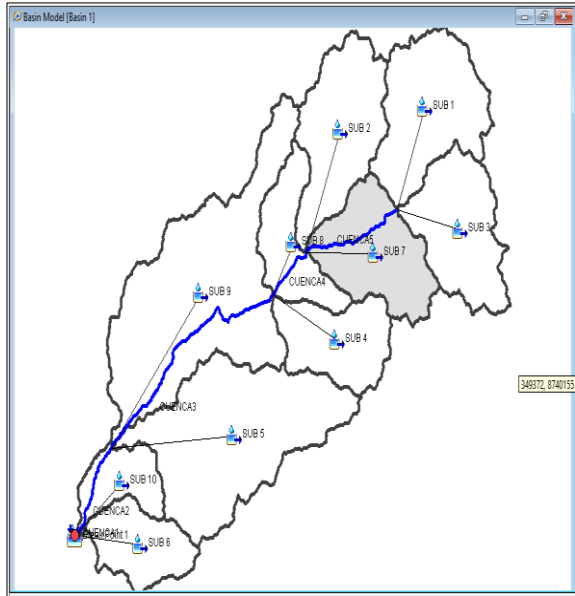 Basin Model [Basin 1]
SUB 1
SUB 2
SUB 3
SUB 8
CUENCA5
SUB 7
CUENCA4
SUB 9
SUB 4
349372, 8740155
CUENCA3
SUB 5
SUB 10
CUENCA2
CUENCA1
SUB 6